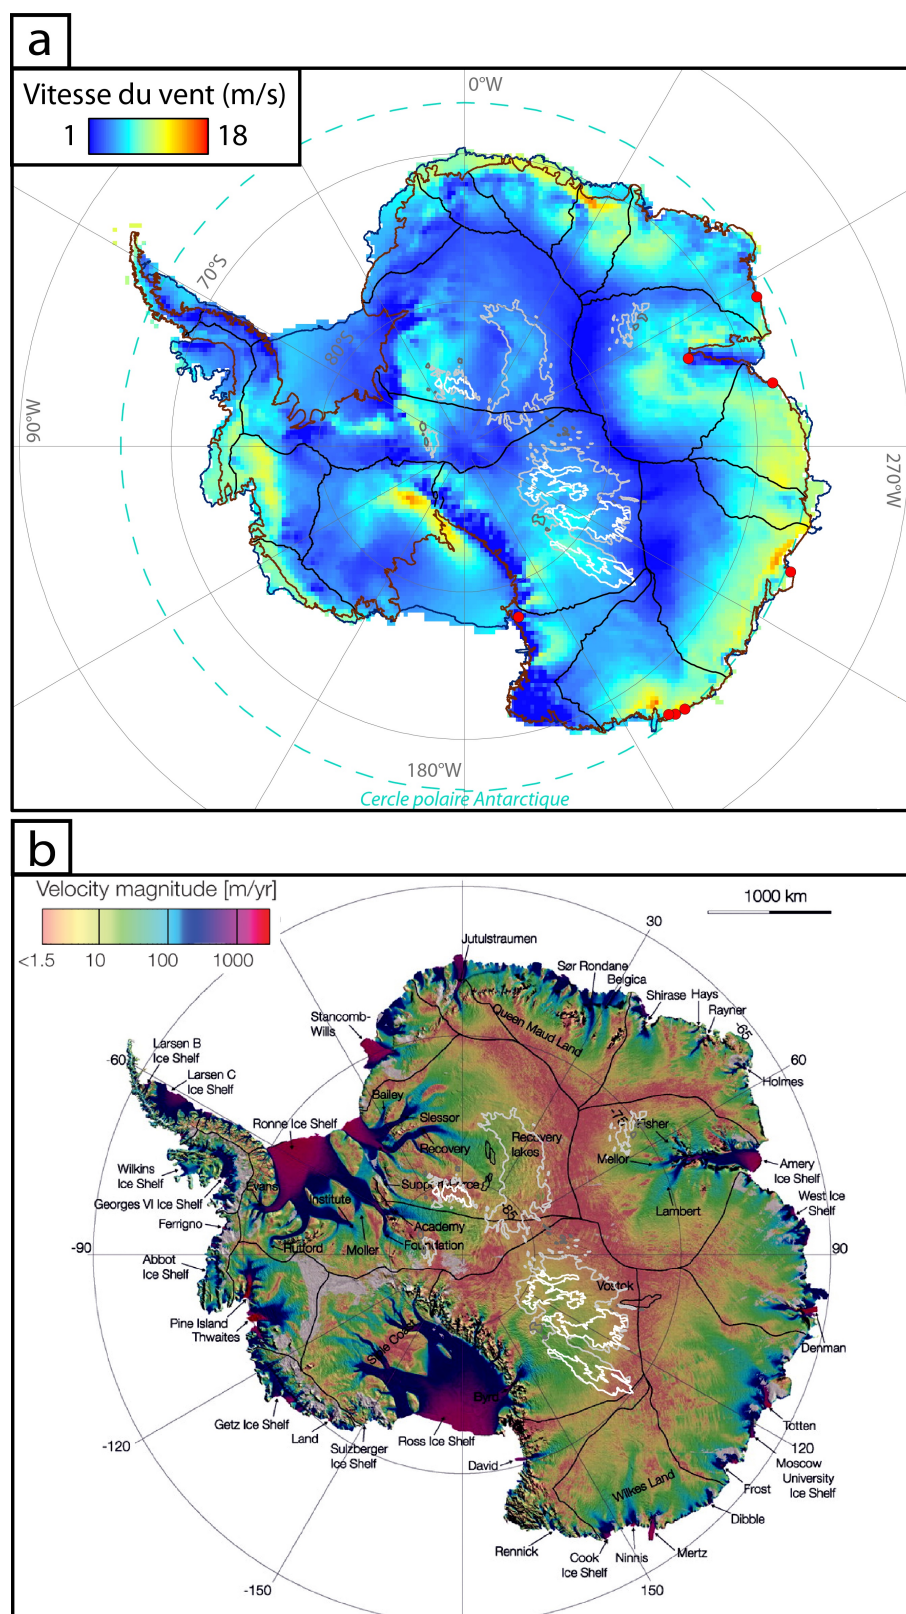 a
Vitesse du vent (m/s)
1
18
0°W
70°S
80°S
90°W
270°W
180°W
Cercle polaire Antarctique
b
Velocity magnitude [m/yr]
<1.5
10
100
1000
1000 km
30
Jutulstraumen
Sør Rondane
Belgica
Shirase
Hays
Rayner
-65
Queen Maud Land
Stancomb-
Wills
Larsen B
Ice Shelf
-60
60
Larsen C
Ice Shelf
Holmes
Bailey
Ronne Ice Shelf
Slessor
-75
Fisher
Recovery
Recovery
lakes
Mellor
Amery
Ice Shelf
Wilkins
Ice Shelf
Evans
Institute
West Ice
Shelf
Georges VI Ice Shelf
-85
Lambert
Ferrigno
Academy
Rutford
Moller
Foundation
-90
90
Abbot
Ice Shelf
Vostok
Pine Island
Thwaites
Siple Coast
Denman
Byrd
Getz Ice Shelf
Land
Sulzberger
Ice Shelf
Ross Ice Shelf
Totten
-120
120
David
Moscow
University
Ice Shelf
Frost
Wilkes Land
Dibble
Rennick
Cook
Ice Shelf
Ninnis
Mertz
-150
150